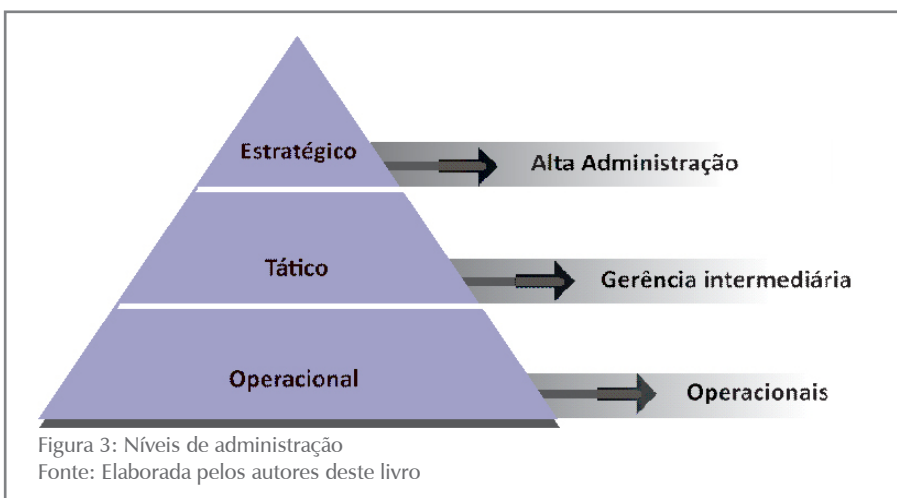 Estratégico
Alta Administração
Tático
Gerência intermediária
Operacional
Operacionais
Figura 3: Níveis de administração
Fonte: Elaborada pelos autores deste livro